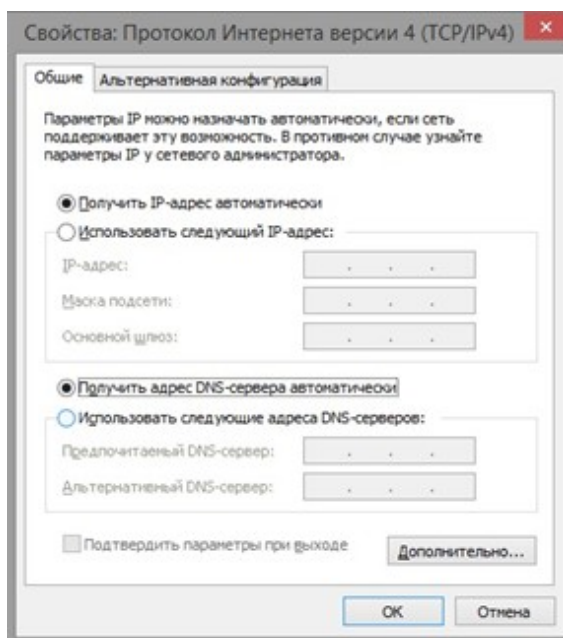 Свойства: Протокол Интернета версии 4 (TCP/IPv4)
Общие
Альтернативная конфигурация
Параметры IP можно назначать автоматически, если сеть
поддерживает эту возможность. В противном случае узнайте
параметры IP у сетевого администратора.
Получить IP-адрес автоматически
Использовать следующий IP-адрес:
IP-адрес:
Маска подсети:
Основной шлюз:
Получить адрес DNS-сервера автоматически
Использовать следующие адреса DNS-серверов:
Предпочитаемый DNS-сервер:
Альтернативный DNS-сервер:
Подтвердить параметры при выходе
Дополнительно...
OK
Отмена